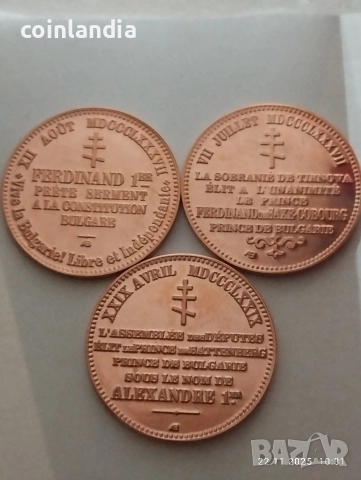 coinlandia
XII AOÛT MDCCCLXXXVII
FERDINAND 1ER
PRÊTE SERMENT
A LA CONSTITUTION
BULGARE
Vive la Bulgarie! Libre et Indépendante
VII JUILLET MDCCCLXXXVII
LA SOBRANIE DE TIRNOVA
ÉLIT A L'UNANIMITÉ
LE PRINCE
FERDINAND DE SAXE COBOURG
PRINCE DE BULGARIE
XXIX AVRIL MDCCCLXXIX
L'ASSEMBLÉE DES DÉPUTÉS
ÉLIT LE PRINCE DE BATTENBERG
PRINCE DE BULGARIE
SOUS LE NOM DE
ALEXANDRE 1ER
BAZAR
22.11.2025 10:31